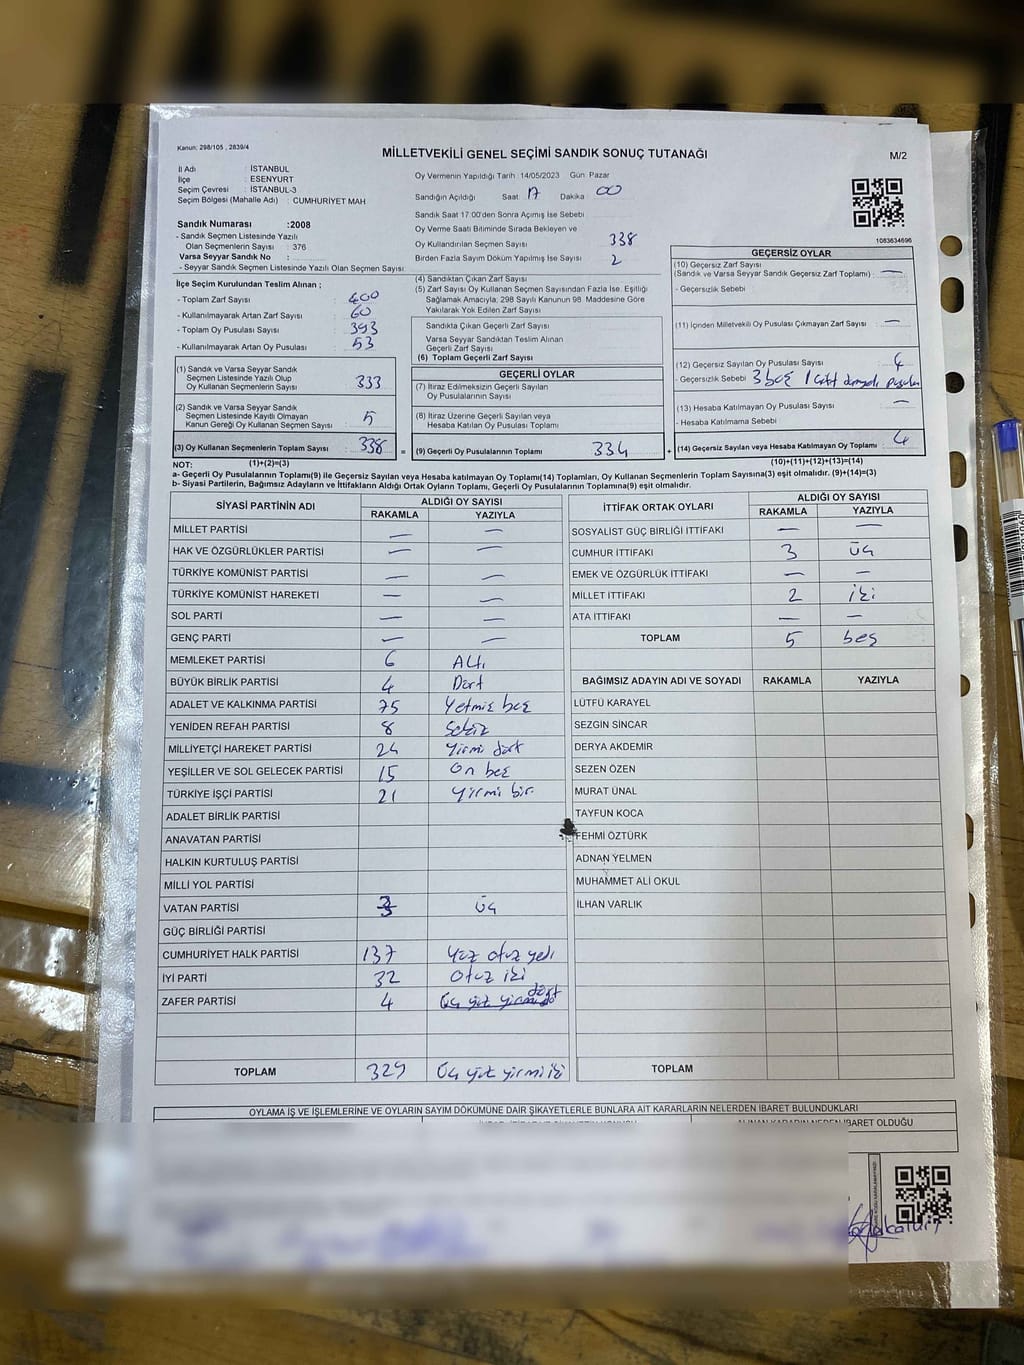 Kanun: 298/105 , 2839/4
MİLLETVEKİLİ GENEL SEÇİMİ SANDIK SONUÇ TUTANAĞI
M/2
İl Adı : İSTANBUL
İlçe : ESENYURT
Seçim Çevresi : İSTANBUL-3
Seçim Bölgesi (Mahalle Adı) : CUMHURİYET MAH
Sandık Numarası :2008
- Sandık Seçmen Listesinde Yazılı
Olan Seçmenlerin Sayısı : 376
Varsa Seyyar Sandık No :
- Seyyar Sandık Seçmen Listesinde Yazılı Olan Seçmen Sayısı
Oy Vermenin Yapıldığı Tarih :14/05/2023 Gün: Pazar
Sandığın Açıldığı Saat 17 Dakika 00
Sandık Saat 17.00'den Sonra Açımış İse Sebebi
Oy Verme Saati Bitiminde Sırada Bekleyen ve
Oy Kullandırılan Seçmen Sayısı 338
Birden Fazla Sayım Döküm Yapılmış İse Sayısı 2
1083634696
İlçe Seçim Kurulundan Teslim Alınan ;
- Toplam Zarf Sayısı : 400
- Kullanılmayarak Artan Zarf Sayısı : 60
- Toplam Oy Pusulası Sayısı : 393
- Kullanılmayarak Artan Oy Pusulası : 53
(1) Sandık ve Varsa Seyyar Sandık
Seçmen Listesinde Yazılı Olup
Oy Kullanan Seçmenlerin Sayısı 333
(2) Sandık ve Varsa Seyyar Sandık
Seçmen Listesinde Kayıtlı Olmayan
Kanun Gereği Oy Kullanan Seçmen Sayısı 5
(3) Oy Kullanan Seçmenlerin Toplam Sayısı 338 =
(4) Sandıktan Çıkan Zarf Sayısı
(5) Zarf Sayısı Oy Kullanan Seçmen Sayısından Fazla İse, Eşitliği
Sağlamak Amacıyla, 298 Sayılı Kanunun 98. Maddesine Göre
Yakılarak Yok Edilen Zarf Sayısı
Sandıkta Çıkan Geçerli Zarf Sayısı
Varsa Seyyar Sandıktan Teslim Alınan
Geçerli Zarf Sayısı
(6) Toplam Geçerli Zarf Sayısı
GEÇERLİ OYLAR
(7) İtiraz Edilmeksizin Geçerli Sayılan
Oy Pusulasının Sayısı
(8) İtiraz Üzerine Geçerli Sayılan veya
Hesaba Katılan Oy Pusulası Toplamı
(9) Geçerli Oy Pusulalarının Toplamı 334 +
GEÇERSİZ OYLAR
(10) Geçersiz Zarf Sayısı
(Sandık ve Varsa Seyyar Sandık Geçersiz Zarf Toplamı) : —
- Geçersizlik Sebebi :
(11) İçinden Milletvekili Oy Pusulası Çıkmayan Zarf Sayısı : —
(12) Geçersiz Sayılan Oy Pusulası Sayısı : 4
- Geçersizlik Sebebi 3 boş 1
(13) Hesaba Katılmayan Oy Pusulası Sayısı : —
- Hesaba Katılmama Sebebi
(14) Geçersiz Sayılan veya Hesaba Katılmayan Oy Toplamı : 4
NOT: (1)+(2)=(3) (10)+(11)+(12)+(13)=(14)
a- Geçerli Oy Pusulalarının Toplamı(9) ile Geçersiz Sayılan veya Hesaba katılmayan Oy Toplamı(14) Toplamları, Oy Kullanan Seçmenlerin Toplam Sayısına(3) eşit olmalıdır. (9)+(14)=(3)
b- Siyasi Partilerin, Bağımsız Adayların ve İttifakların Aldığı Oyların Toplamı, Geçerli Oy Pusulalarının Toplamına(9) eşit olmalıdır.
SİYASİ PARTİNİN ADI ALDIĞI OY SAYISI
RAKAMLA YAZIYLA
MİLLET PARTİSİ — —
HAK VE ÖZGÜRLÜKLER PARTİSİ — —
TÜRKİYE KOMÜNİST PARTİSİ — —
TÜRKİYE KOMÜNİST HAREKETİ — —
SOL PARTİ — —
GENÇ PARTİ — —
MEMLEKET PARTİSİ 6 Altı
BÜYÜK BİRLİK PARTİSİ 4 Dört
ADALET VE KALKINMA PARTİSİ 75 Yetmiş beş
YENİDEN REFAH PARTİSİ 8 Sekiz
MİLLİYETÇİ HAREKET PARTİSİ 24 Yirmi dört
YEŞİLLER VE SOL GELECEK PARTİSİ 15 On beş
TÜRKİYE İŞÇİ PARTİSİ 21 Yirmi bir
ADALET BİRLİK PARTİSİ
ANAVATAN PARTİSİ
HALKIN KURTULUŞ PARTİSİ
MİLLİ YOL PARTİSİ
VATAN PARTİSİ 3 Üç
GÜÇ BİRLİĞİ PARTİSİ
CUMHURİYET HALK PARTİSİ 137 Yüz otuz yedi
İYİ PARTİ 32 Otuz iki
ZAFER PARTİSİ 4 Üç yüz yirmi dört
TOPLAM 329 Üç yüz yirmi iki
İTTİFAK ORTAK OYLARI ALDIĞI OY SAYISI
RAKAMLA YAZIYLA
SOSYALİST GÜÇ BİRLİĞİ İTTİFAKI — —
CUMHUR İTTİFAKI 3 üç
EMEK VE ÖZGÜRLÜK İTTİFAKI — —
MİLLET İTTİFAKI 2 iki
ATA İTTİFAKI — —
TOPLAM 5 beş
BAĞIMSIZ ADAYIN ADI VE SOYADI RAKAMLA YAZIYLA
LÜTFÜ KARAYEL
SEZGİN SİNCAR
DERYA AKDEMİR
SEZEN ÖZEN
MURAT ÜNAL
TAYFUN KOCA
FEHMİ ÖZTÜRK
ADNAN YELMEN
MUHAMMET ALİ OKUL
İLHAN VARLIK
TOPLAM
OYLAMA İŞ VE İŞLEMLERİNE VE OYLARIN SAYIM DÖKÜMÜNE DAİR ŞİKAYETLERLE BUNLARA AİT KARARLARIN NELERDEN İBARET BULUNDUKLARI
ALINAN KARARIN NEDEN İBARET OLDUĞU